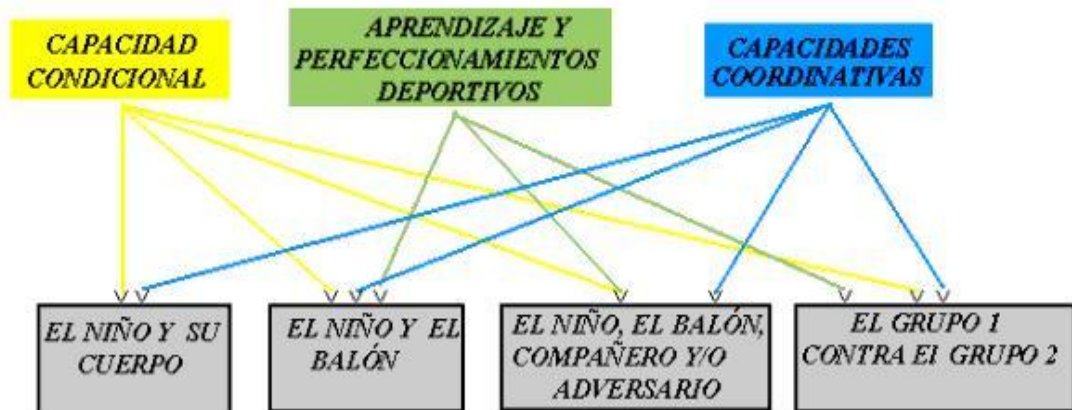 CAPACIDAD
CONDICIONAL
APRENDIZAJE Y
PERFECCIONAMIENTOS
DEPORTIVOS
CAPACIDADES
COORDINATIVAS
EL NIÑO Y SU
CUERPO
EL NIÑO Y EL
BALÓN
EL NIÑO, EL BALÓN,
COMPAÑERO Y/O
ADVERSARIO
EL GRUPO 1
CONTRA EI GRUPO 2